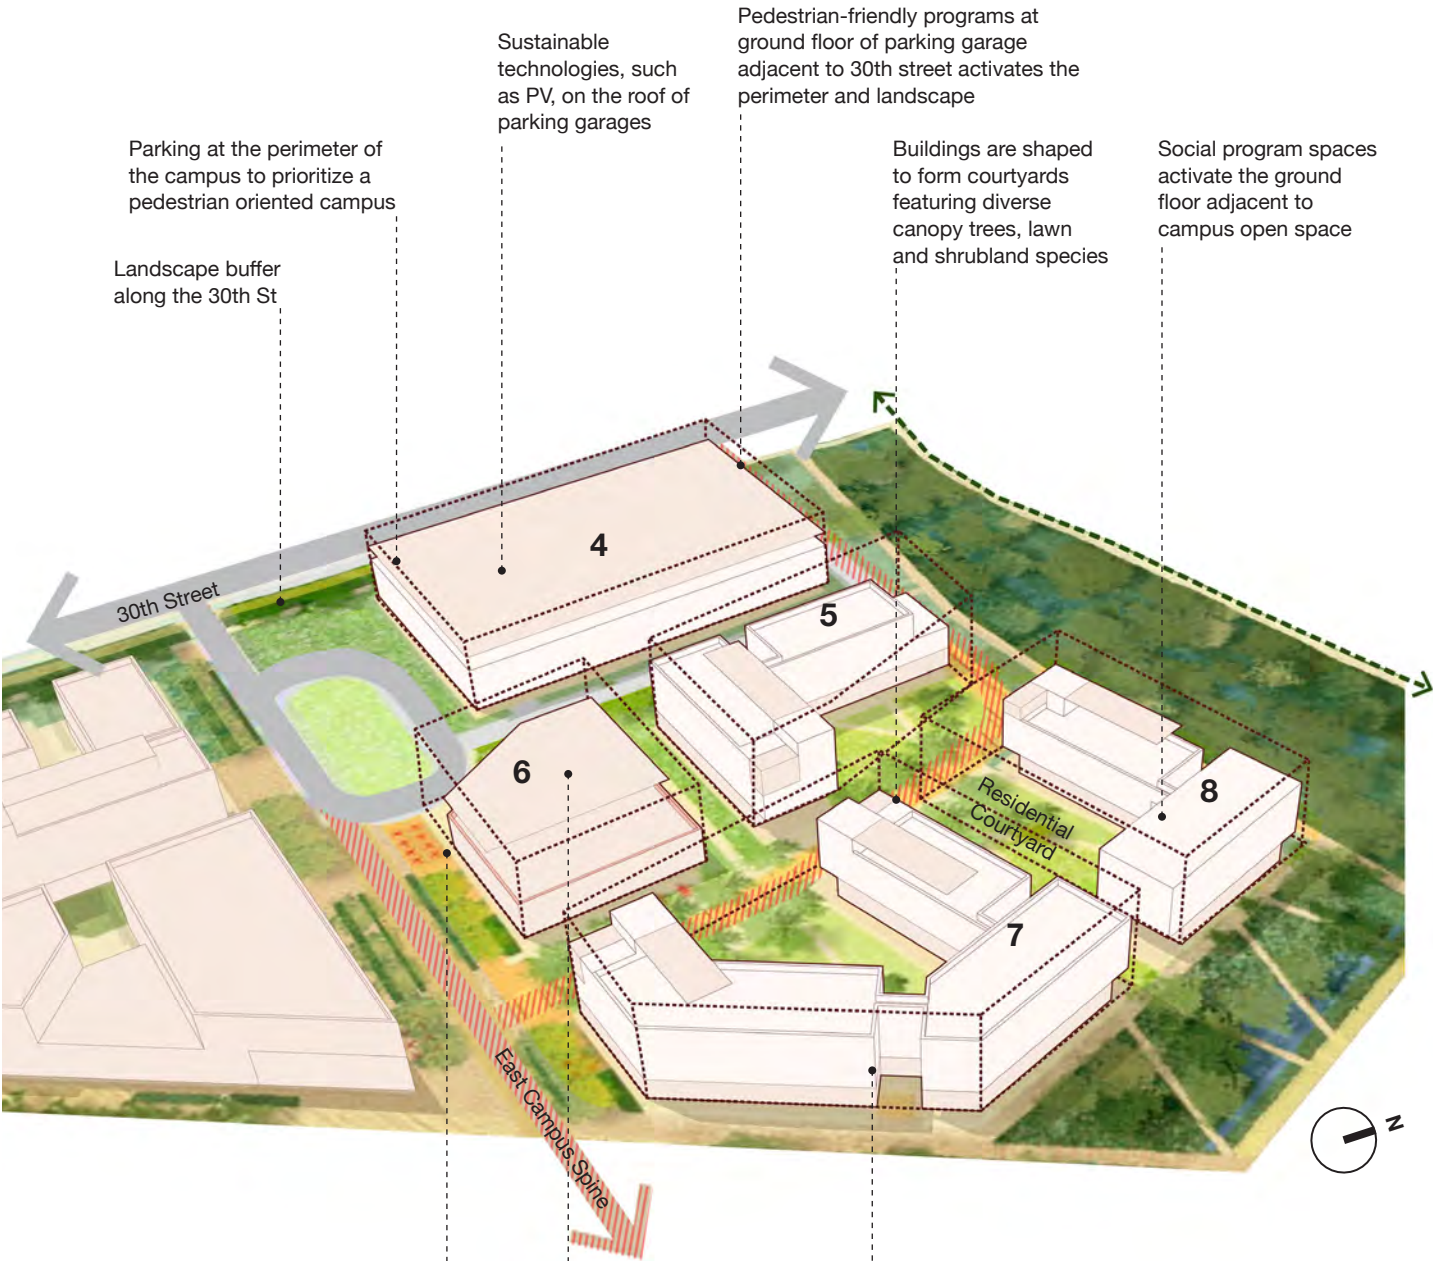 Pedestrian-friendly programs at
ground floor of parking garage
adjacent to 30th street activates the
perimeter and landscape
Sustainable
technologies, such
as PV, on the roof of
parking garages
Parking at the perimeter of
the campus to prioritize a
pedestrian oriented campus
Buildings are shaped
to form courtyards
featuring diverse
canopy trees, lawn
and shrubland species
Social program spaces
activate the ground
floor adjacent to
campus open space
Landscape buffer
along the 30th St
4
30th Street
5
6
8
Residential
Courtyard
7
East Campus Spine
N